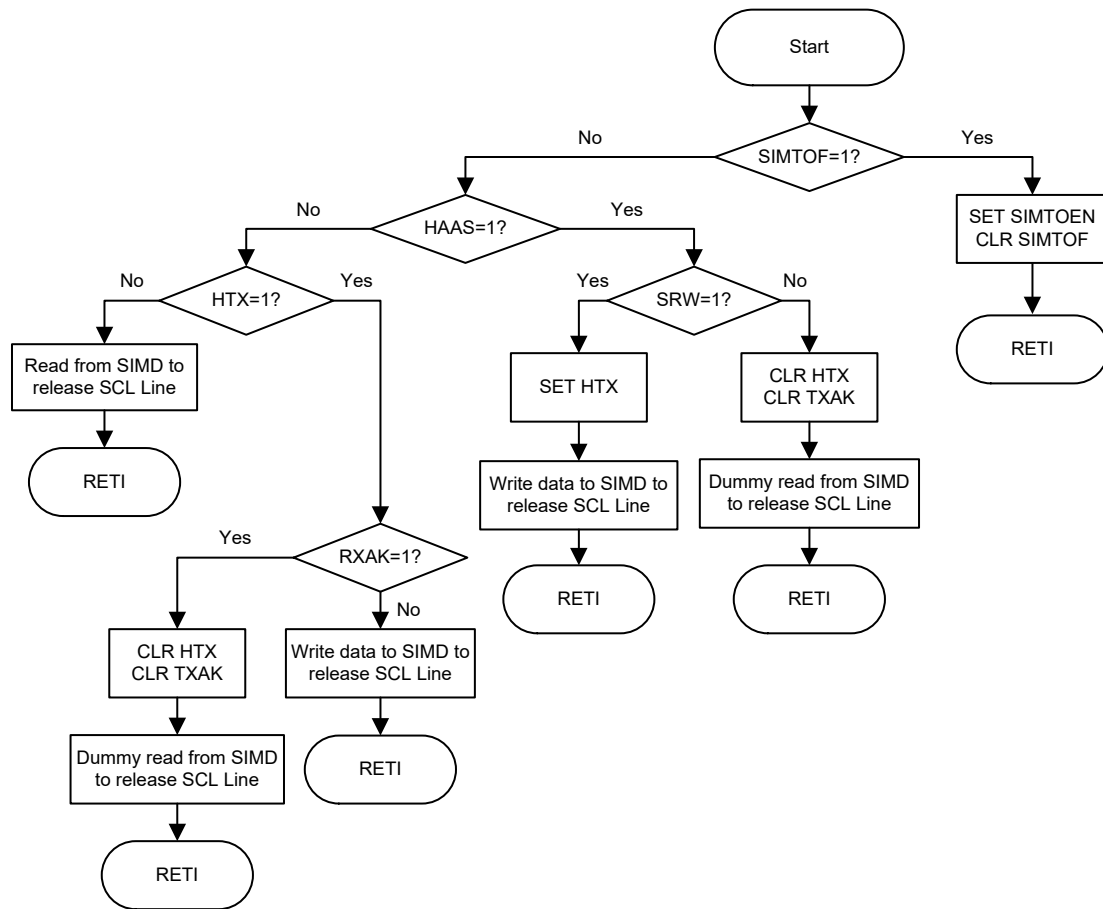 Start
No
Yes
SIMTOF=1?
No
Yes
HAAS=1?
SET SIMTOEN
CLR SIMTOF
No
Yes
HTX=1?
Yes
No
SRW=1?
RETI
Read from SIMD to
release SCL Line
SET HTX
CLR HTX
CLR TXAK
RETI
Write data to SIMD to
release SCL Line
Dummy read from SIMD
to release SCL Line
Yes
RXAK=1?
RETI
RETI
No
CLR HTX
CLR TXAK
Write data to SIMD to
release SCL Line
Dummy read from SIMD
to release SCL Line
RETI
RETI